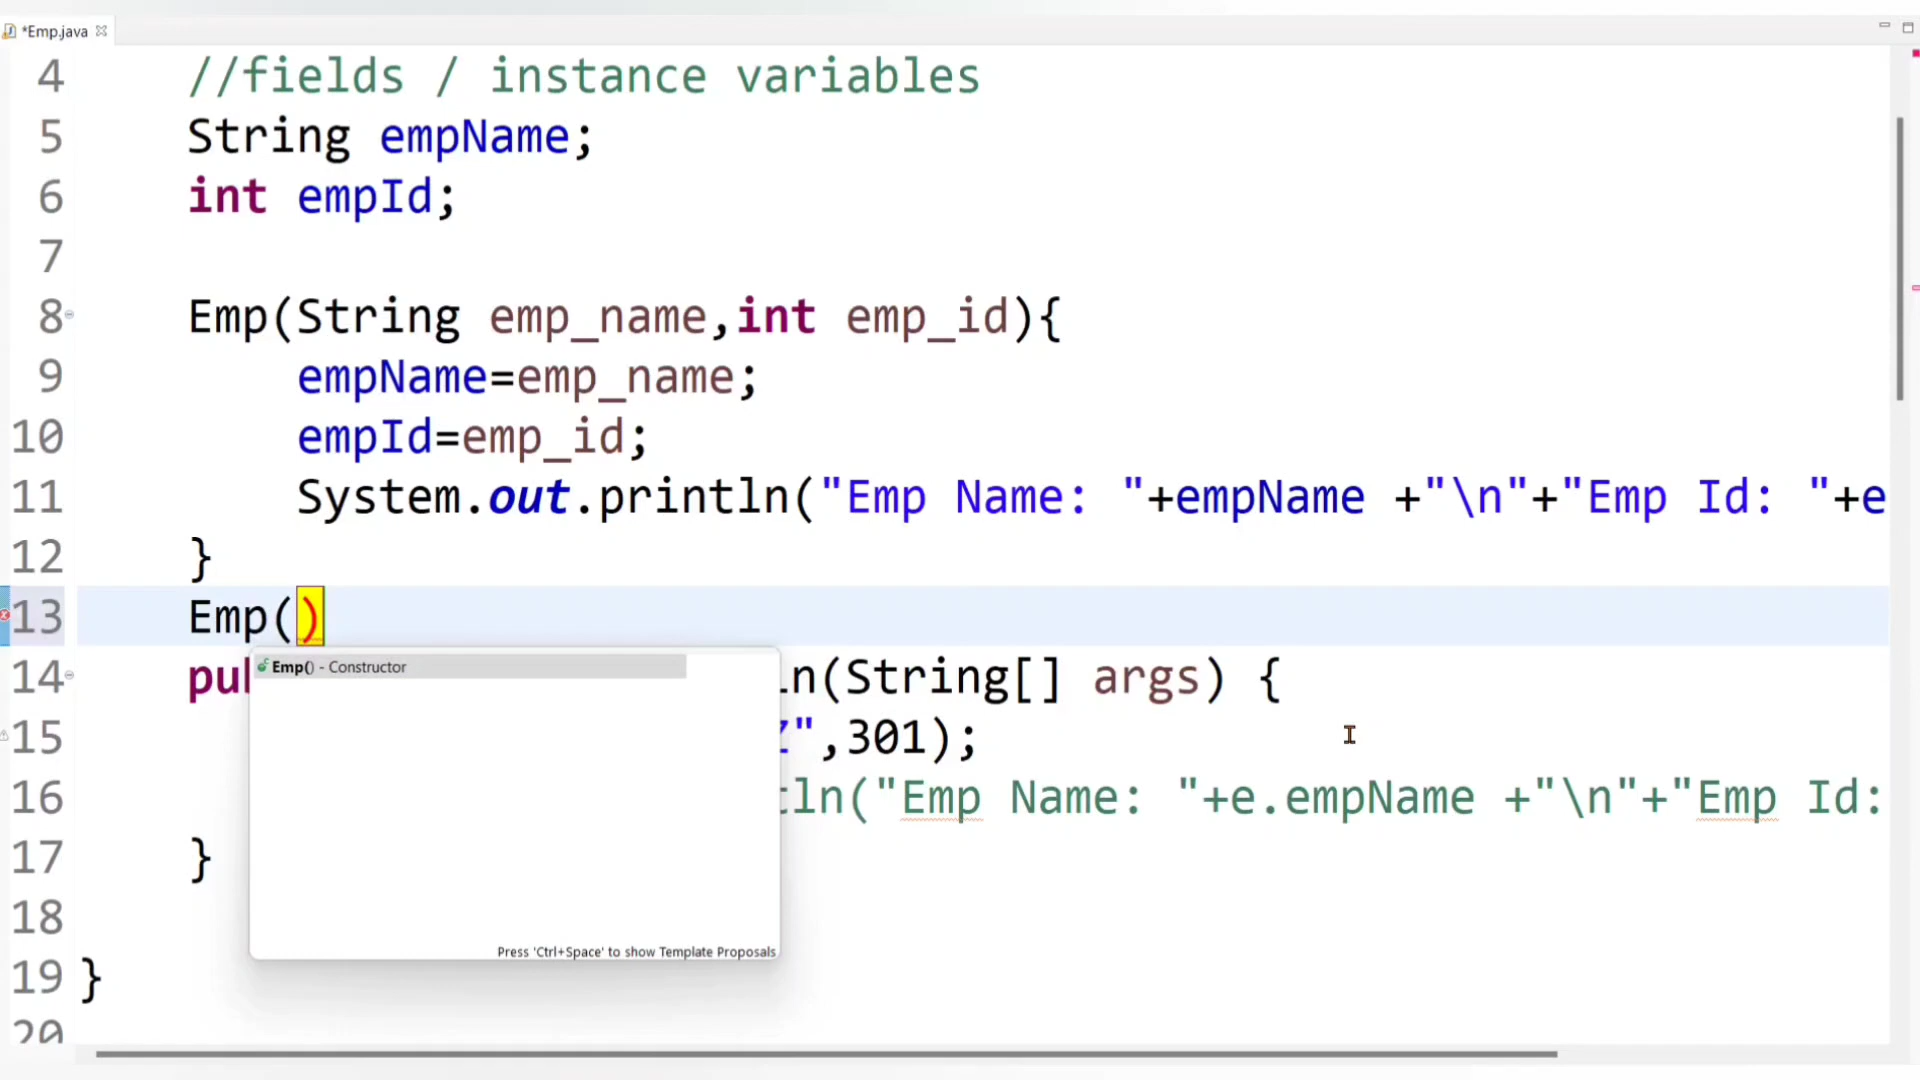 *Emp.java
4 //fields / instance variables
5 String empName;
6 int empId;
7
8 Emp(String emp_name,int emp_id){
9 empName=emp_name;
10 empId=emp_id;
11 System.out.println("Emp Name: "+empName +"\n"+"Emp Id: "+e
12 }
13 Emp()
Emp() - Constructor
14 pu n(String[] args) {
15 ",301);
16 ln("Emp Name: "+e.empName +"\n"+"Emp Id:
17 }
18
Press 'Ctrl+Space' to show Template Proposals
19 }
20